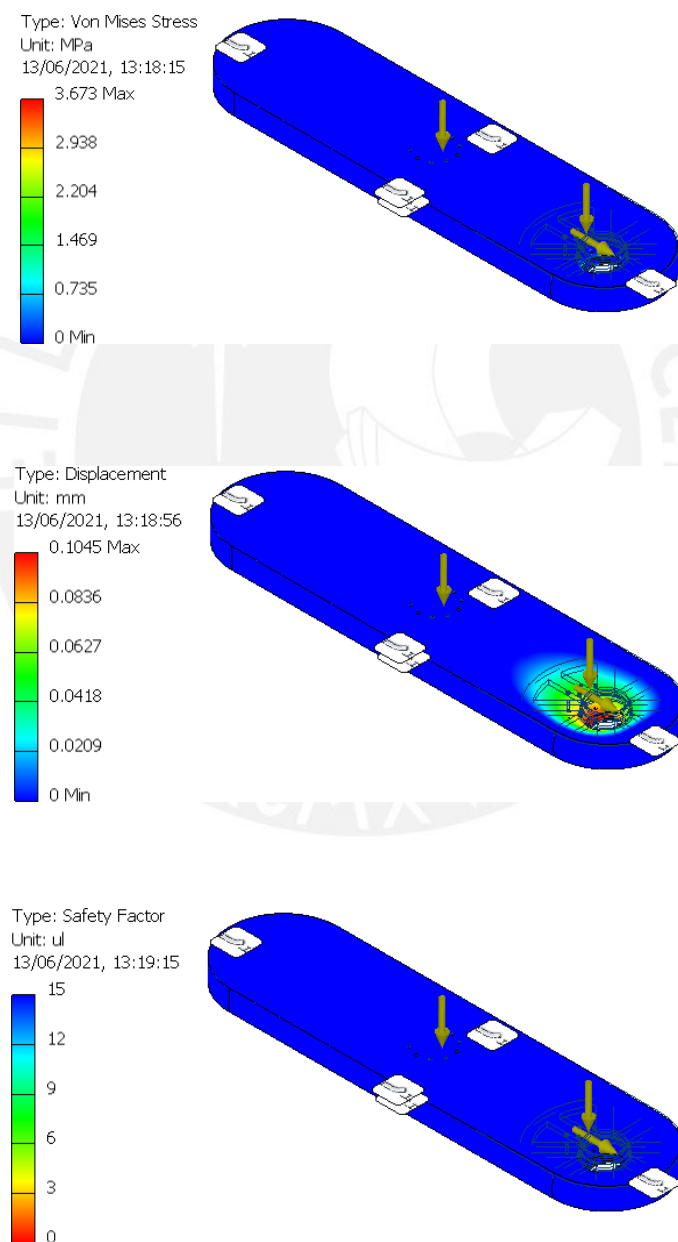 Type: Von Mises Stress
Unit: MPa
13/06/2021, 13:18:15
3.673 Max
2.938
2.204
1.469
0.735
0 Min
Type: Displacement
Unit: mm
13/06/2021, 13:18:56
0.1045 Max
0.0836
0.0627
0.0418
0.0209
0 Min
Type: Safety Factor
Unit: ul
13/06/2021, 13:19:15
15
12
9
6
3
0